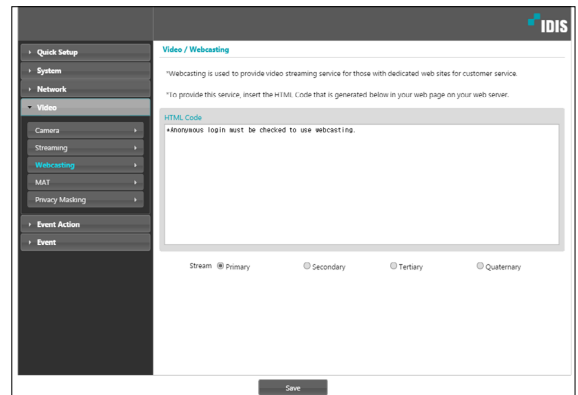 IDIS
Quick Setup
System
Network
Video
Camera
Streaming
Webcasting
MAT
Privacy Masking
Event Action
Event
Video / Webcasting
*Webcasting is used to provide video streaming service for those with dedicated web sites for customer service.
*To provide this service, insert the HTML Code that is generated below in your web page on your web server.
HTML Code
*Anonymous login must be checked to use webcasting.
Stream Primary Secondary Tertiary Quaternary
Save